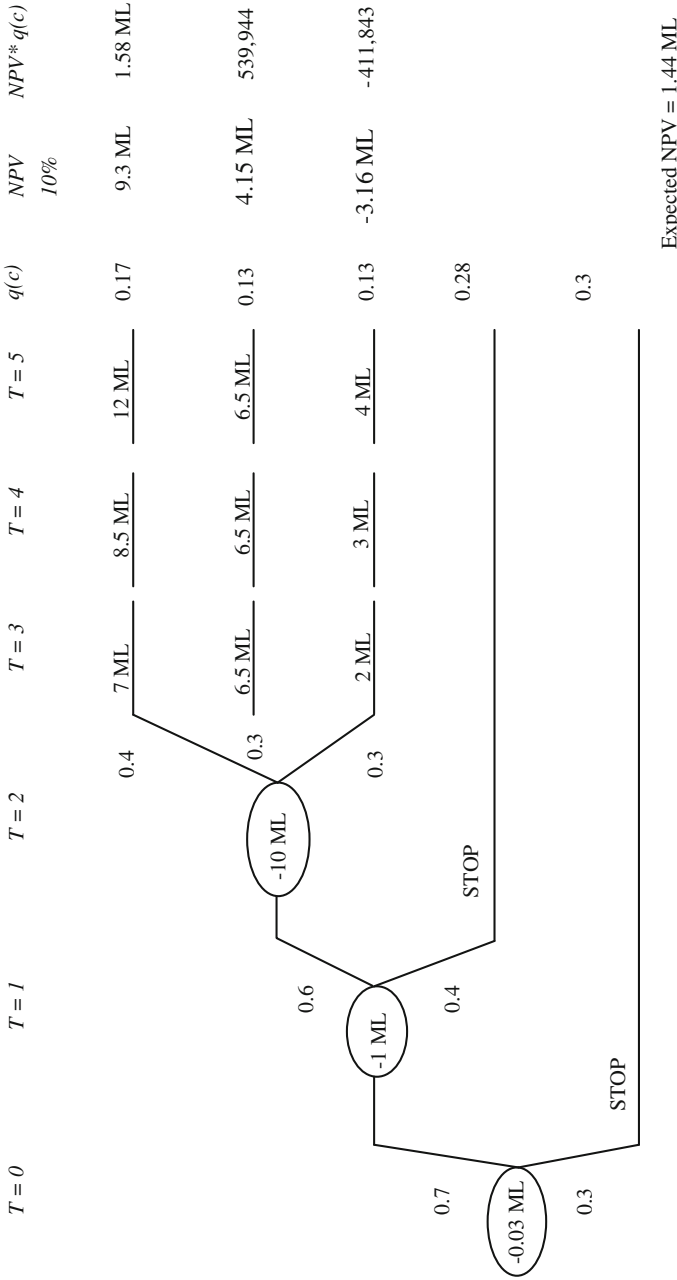 T = 0 T = 1 T = 2 T = 3 T = 4 T = 5 q(c) NPV NPV* q(c)
10%
0.4 7 ML 8.5 ML 12 ML 0.17 9.3 ML 1.58 ML
0.3 6.5 ML 6.5 ML 6.5 ML 0.13 4.15 ML 539,944
-10 ML
0.6
0.3 2 ML 3 ML 4 ML 0.13 -3.16 ML -411,843
-1 ML
0.7 0.4 STOP 0.28
-0.03 ML
0.3 STOP 0.3
Expected NPV = 1.44 ML